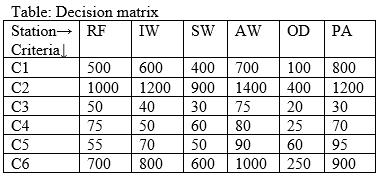 Table: Decision matrix
Station→ RF IW SW AW OD PA
Criteria↓
C1 500 600 400 700 100 800
C2 1000 1200 900 1400 400 1200
C3 50 40 30 75 20 30
C4 75 50 60 80 25 70
C5 55 70 50 90 60 95
C6 700 800 600 1000 250 900